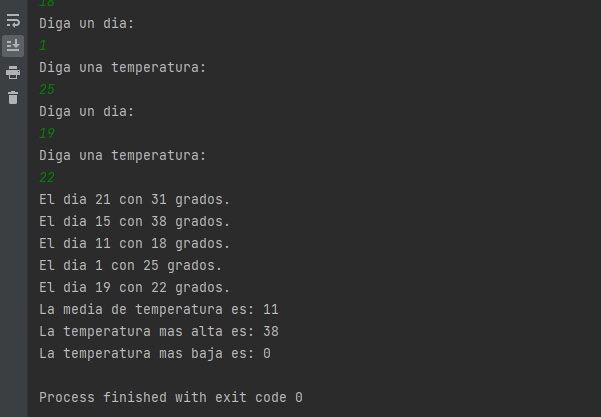 18
Diga un dia:
1
Diga una temperatura:
25
Diga un dia:
19
Diga una temperatura:
22
El dia 21 con 31 grados.
El dia 15 con 38 grados.
El dia 11 con 18 grados.
El dia 1 con 25 grados.
El dia 19 con 22 grados.
La media de temperatura es: 11
La temperatura mas alta es: 38
La temperatura mas baja es: 0
Process finished with exit code 0